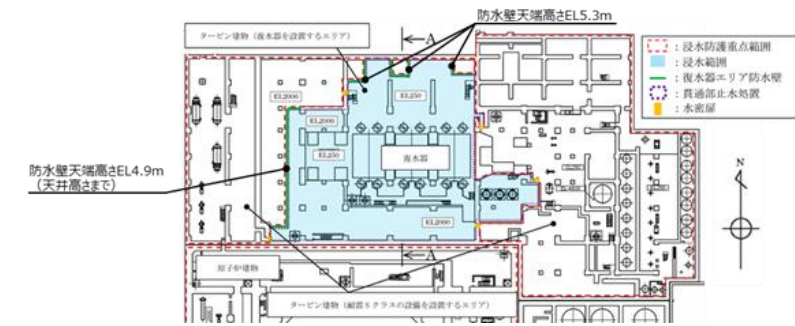 防水壁天端高さEL5.3m
タービン建物（復水器を設置するエリア）
A
：浸水防護重点範囲
：浸水範囲
：復水器エリア防水壁
：貫通部止水処置
：水密扉
EL2000
EL250
EL2000
EL250
復水器
防水壁天端高さEL4.9m
（天井高さまで）
N
EL2000
A
原子炉建物
タービン建物（耐震Sクラスの設備を設置するエリア）